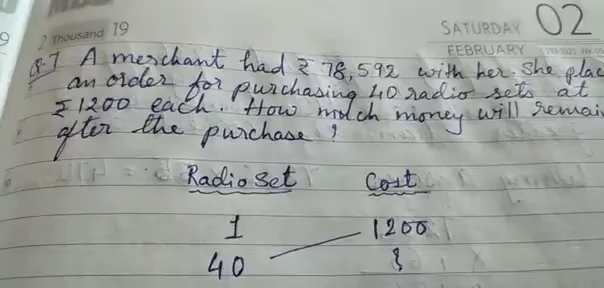 2 Thousand 19
SATURDAY 02
FEBRUARY
Q.7 A merchant had ₹ 78,592 with her. She plac
an order for purchasing 40 radio sets at
₹1200 each. How much money will remai
after the purchase?
Radio Set Cost
1 1200
40 ?